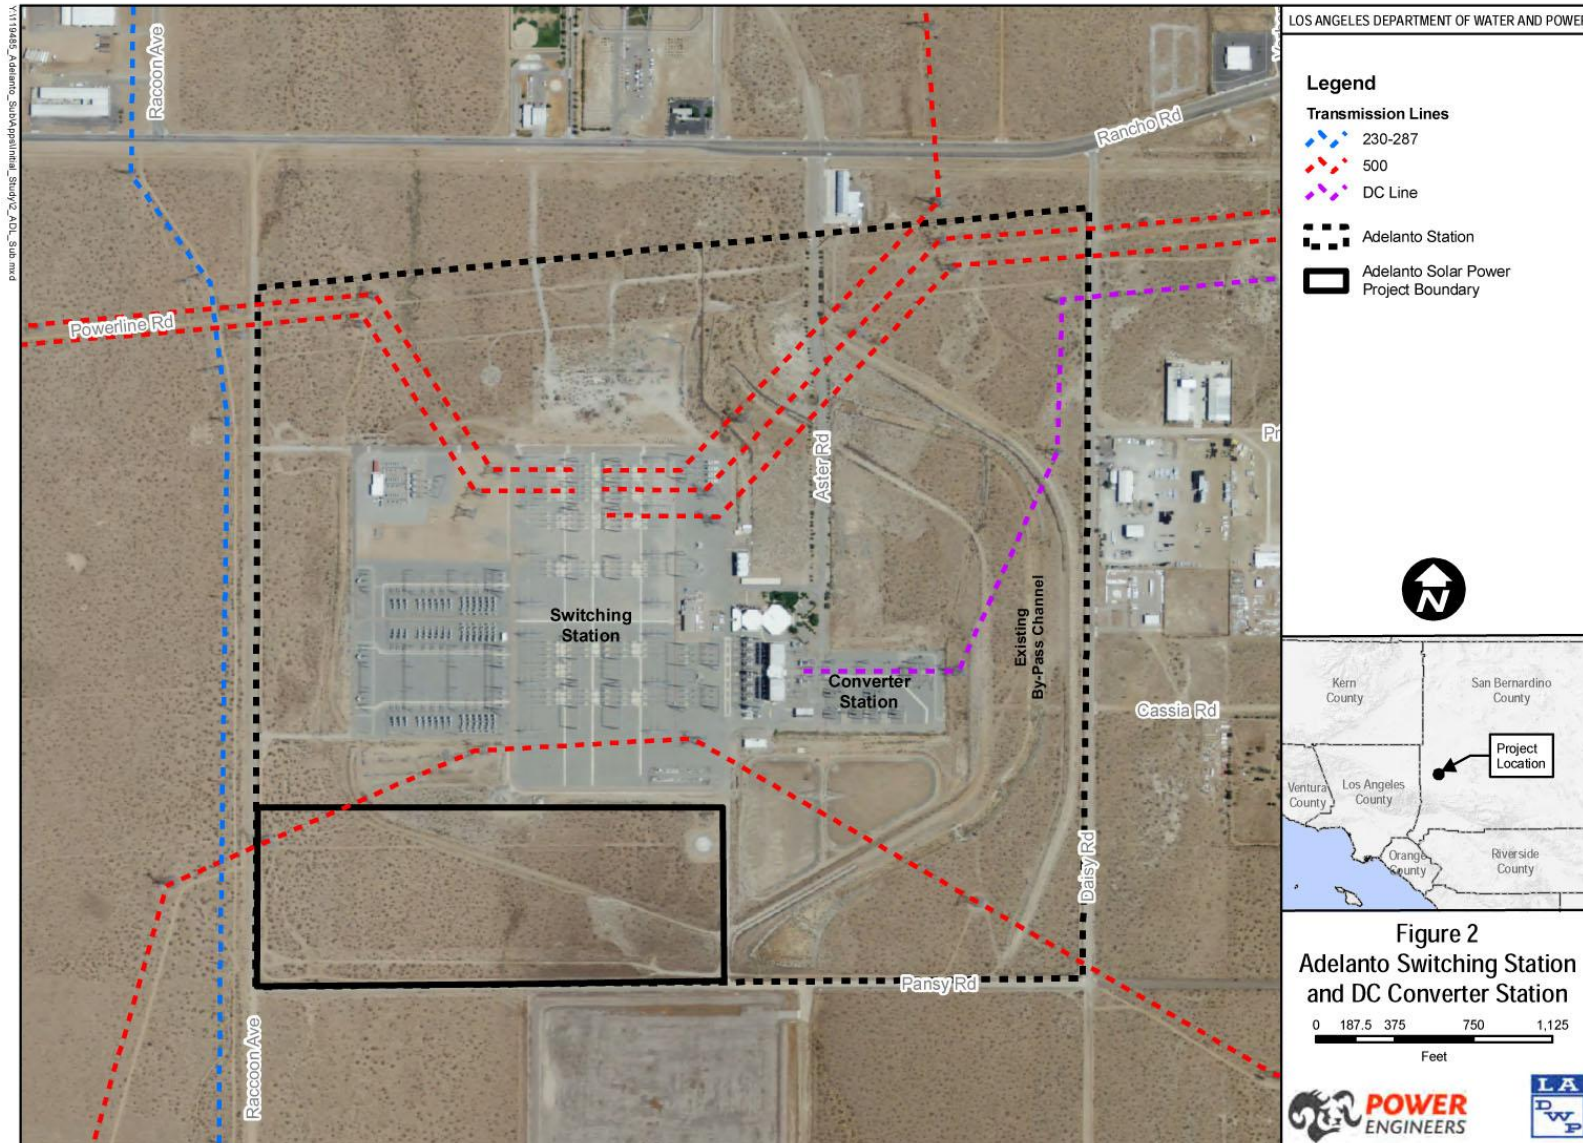 LOS ANGELES DEPARTMENT OF WATER AND POWER
Legend
Transmission Lines
230-287
500
DC Line
Adelanto Station
Adelanto Solar Power
Project Boundary
Racoon Ave
Rancho Rd
Powerline Rd
Aster Rd
Pr
Switching
Station
Existing
By-Pass Channel
Converter
Station
Cassia Rd
Daisy Rd
Pansy Rd
Raccoon Ave
N
Kern
County
San Bernardino
County
Project
Location
Ventura
County
Los Angeles
County
Orange
County
Riverside
County
Figure 2
Adelanto Switching Station
and DC Converter Station
0 187.5 375 750 1,125
Feet
POWER
ENGINEERS
LA
DWP